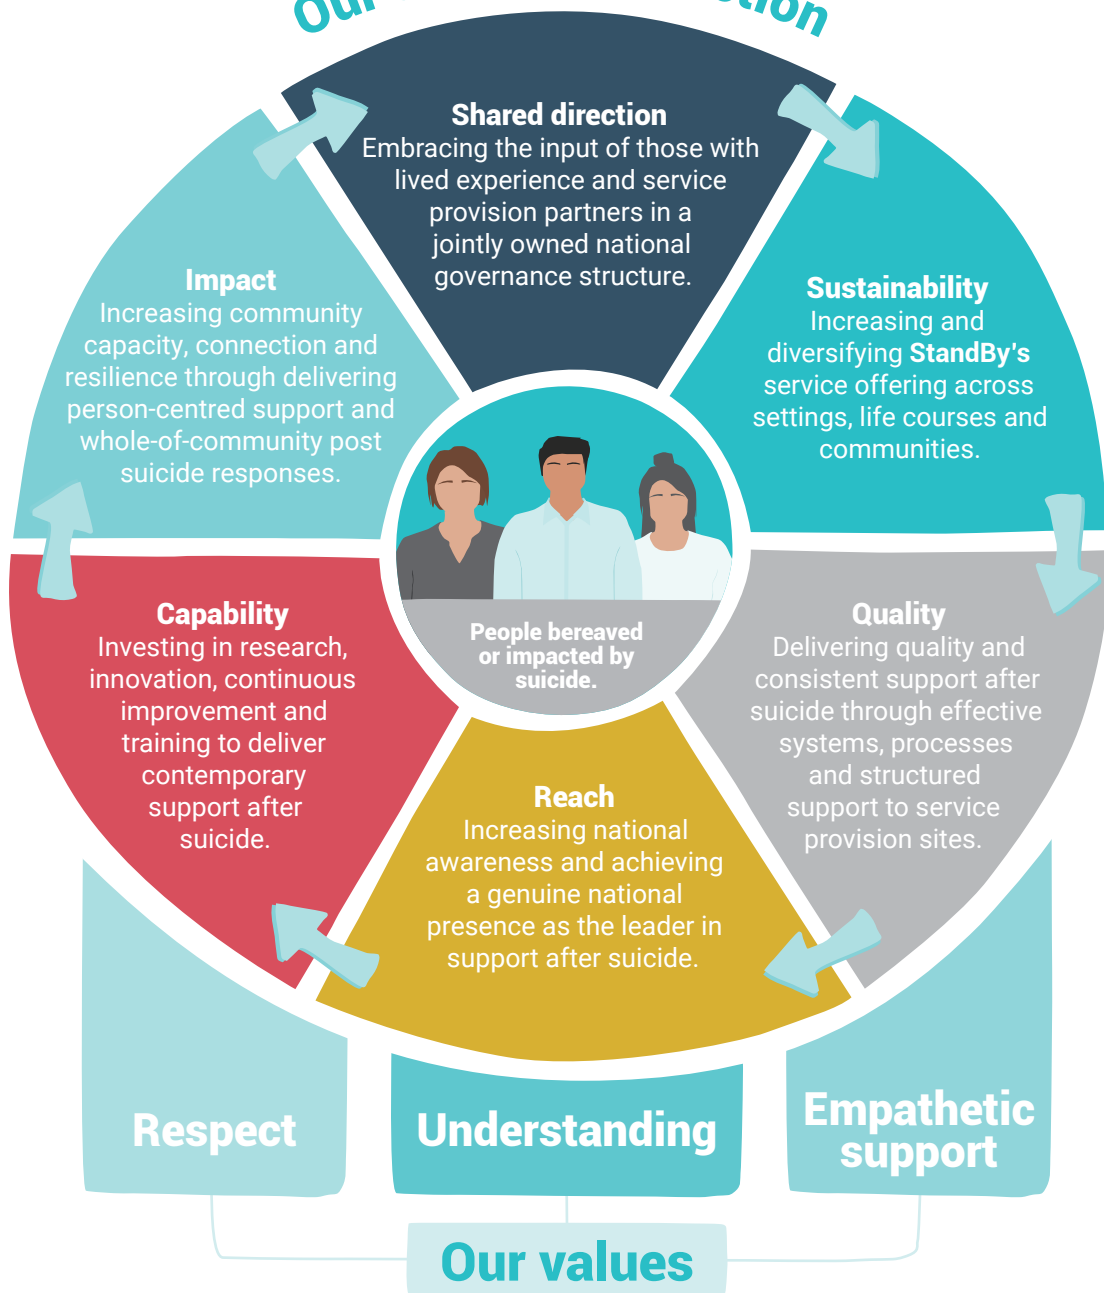 Our
Shared direction
Embracing the input of those with
lived experience and service
provision partners in a
jointly owned national
governance structure.
Sustainability
Increasing and
diversifying StandBy's
service offering across
settings, life courses and
communities.
Quality
Delivering quality and
consistent support after
suicide through effective
systems, processes
and structured
support to service
provision sites.
Reach
Increasing national
awareness and achieving
a genuine national
presence as the leader in
support after suicide.
Capability
Investing in research,
innovation, continuous
improvement and
training to deliver
contemporary
support after
suicide.
Impact
Increasing community
capacity, connection and
resilience through delivering
person-centred support and
whole-of-community post
suicide responses.
People bereaved
or impacted by
suicide.
Respect
Understanding
Empathetic
support
Our values